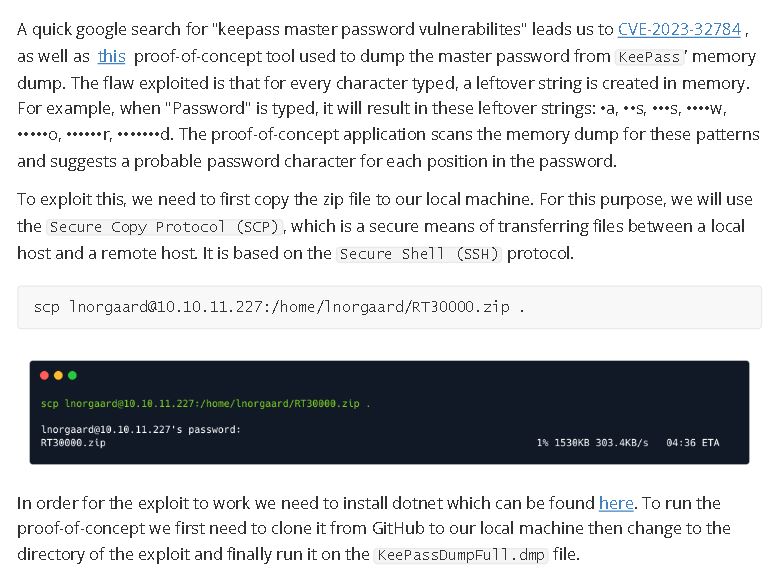 A quick google search for "keepass master password vulnerabilites" leads us to CVE-2023-32784 ,
as well as this proof-of-concept tool used to dump the master password from KeePass' memory
dump. The flaw exploited is that for every character typed, a leftover string is created in memory.
For example, when "Password" is typed, it will result in these leftover strings: •a, ••s, •••s, ••••w,
•••••o, ••••••r, •••••••d. The proof-of-concept application scans the memory dump for these patterns
and suggests a probable password character for each position in the password.
To exploit this, we need to first copy the zip file to our local machine. For this purpose, we will use
the Secure Copy Protocol (SCP), which is a secure means of transferring files between a local
host and a remote host. It is based on the Secure Shell (SSH) protocol.
scp lnorgaard@10.10.11.227:/home/lnorgaard/RT30000.zip .
scp lnorgaard@10.10.11.227:/home/lnorgaard/RT30000.zip .
lnorgaard@10.10.11.227's password:
RT30000.zip 1% 1530KB 303.4KB/s 04:36 ETA
In order for the exploit to work we need to install dotnet which can be found here. To run the
proof-of-concept we first need to clone it from GitHub to our local machine then change to the
directory of the exploit and finally run it on the KeePassDumpFull.dmp file.